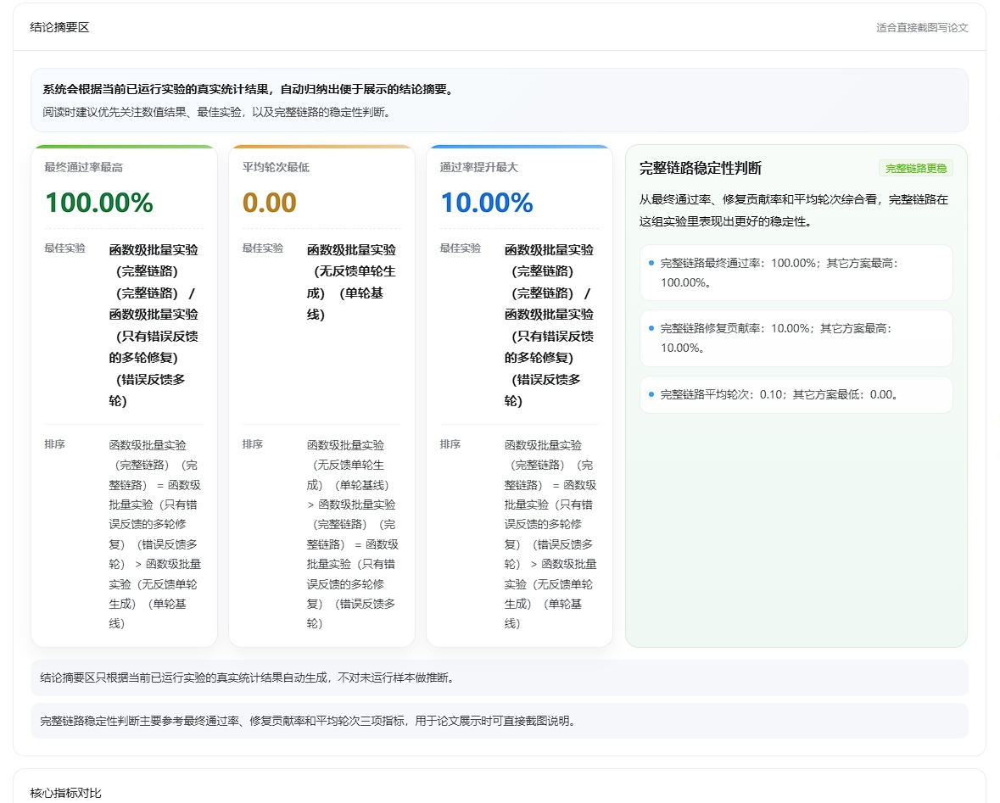 结论摘要区
适合直接截图写论文
系统会根据当前已运行实验的真实统计结果，自动归纳出便于展示的结论摘要。
阅读时建议优先关注数值结果、最佳实验，以及完整链路的稳定性判断。
最终通过率最高
100.00%
最佳实验
函数级批量实验
（完整链路）
（完整链路） /
函数级批量实验
（只有错误反馈
的多轮修复）
（错误反馈多
轮）
排序
函数级批量实验
（完整链路）（完
整链路） = 函数级
批量实验（只有错
误反馈的多轮修
复）（错误反馈多
轮） > 函数级批量
实验（无反馈单轮
生成）（单轮基
线）
平均轮次最低
0.00
最佳实验
函数级批量实验
（无反馈单轮生
成）（单轮基
线）
排序
函数级批量实验
（无反馈单轮生
成）（单轮基线）
> 函数级批量实验
（完整链路）（完
整链路） = 函数级
批量实验（只有错
误反馈的多轮修
复）（错误反馈多
轮）
通过率提升最大
10.00%
最佳实验
函数级批量实验
（完整链路）
（完整链路） /
函数级批量实验
（只有错误反馈
的多轮修复）
（错误反馈多
轮）
排序
函数级批量实验
（完整链路）（完
整链路） = 函数级
批量实验（只有错
误反馈的多轮修
复）（错误反馈多
轮） > 函数级批量
实验（无反馈单轮
生成）（单轮基
线）
完整链路稳定性判断
完整链路更稳
从最终通过率、修复贡献率和平均轮次综合看，完整链路在
这组实验里表现出更好的稳定性。
完整链路最终通过率：100.00%；其它方案最高：
100.00%。
完整链路修复贡献率：10.00%；其它方案最高：
10.00%。
完整链路平均轮次：0.10；其它方案最低：0.00。
结论摘要区只根据当前已运行实验的真实统计结果自动生成，不对未运行样本做推断。
完整链路稳定性判断主要参考最终通过率、修复贡献率和平均轮次三项指标，用于论文展示时可直接截图说明。
核心指标对比